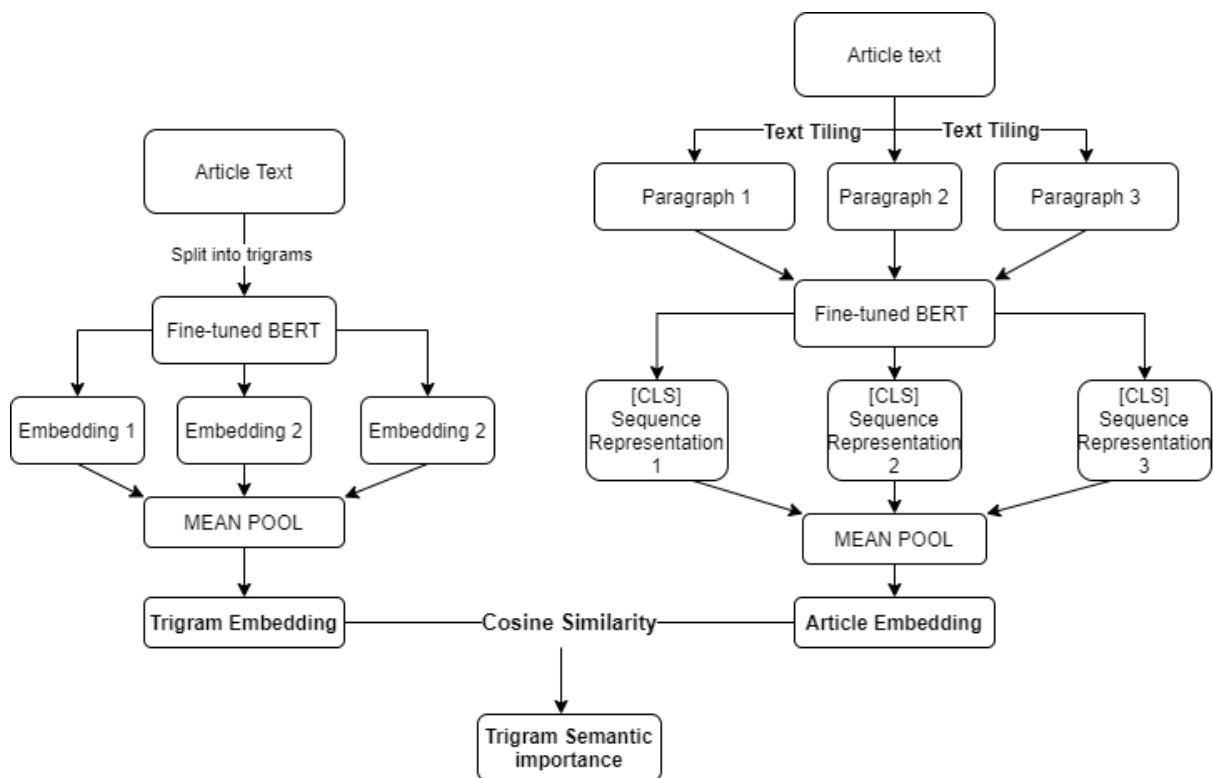 Article text
Text Tiling
Text Tiling
Paragraph 1
Paragraph 2
Paragraph 3
Article Text
Split into trigrams
Fine-tuned BERT
Fine-tuned BERT
Embedding 1
Embedding 2
Embedding 2
[CLS]
Sequence
Representation
1
[CLS]
Sequence
Representation
2
[CLS]
Sequence
Representation
3
MEAN POOL
MEAN POOL
Trigram Embedding
Cosine Similarity
Article Embedding
Trigram Semantic
importance